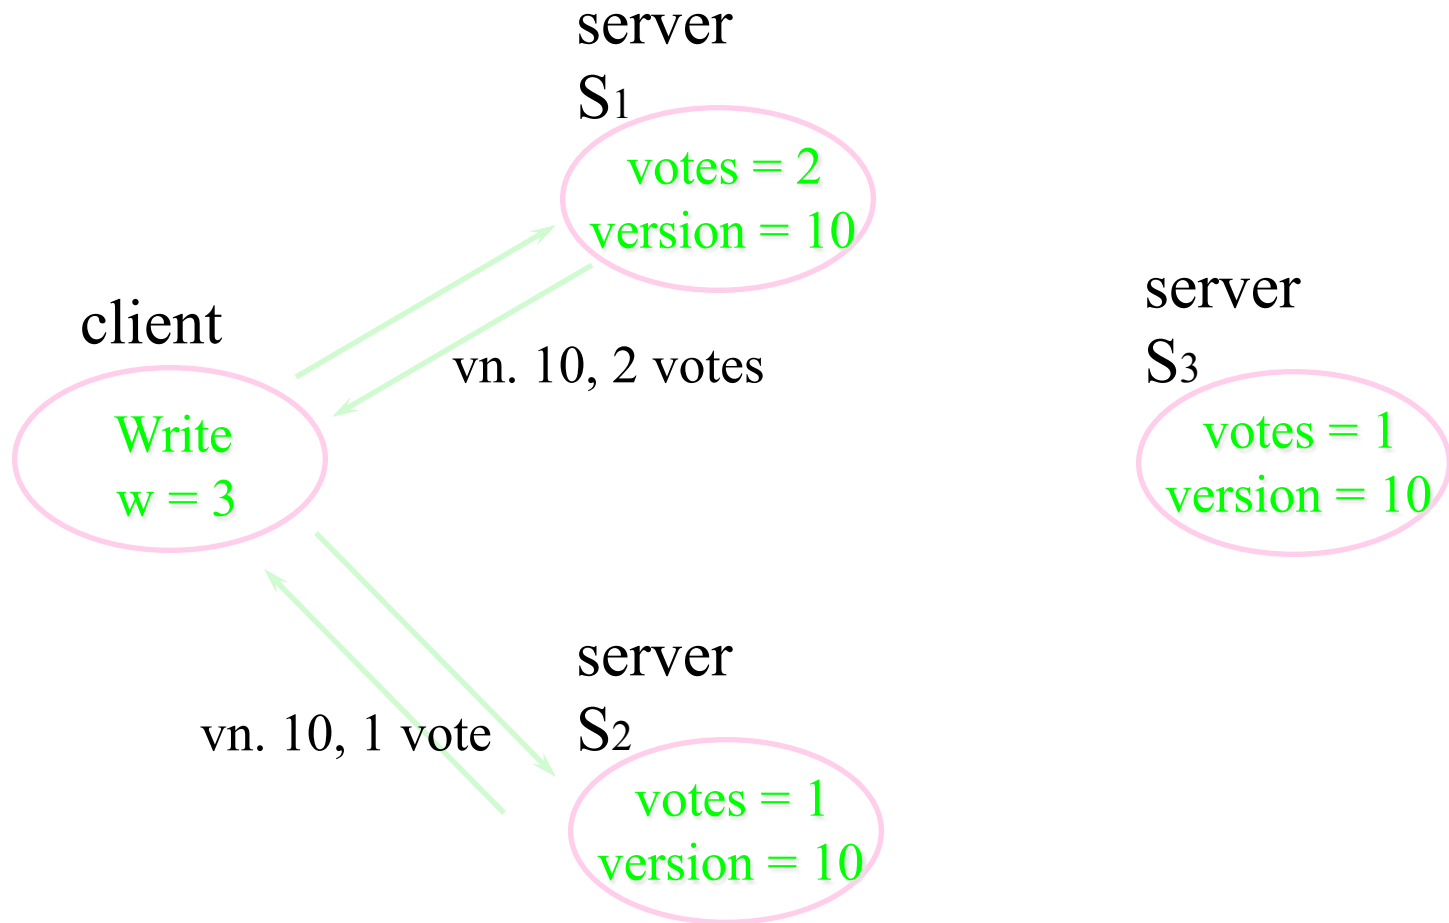 server
S1
votes = 2
version = 10
client
Write
w = 3
vn. 10, 2 votes
server
S3
votes = 1
version = 10
vn. 10, 1 vote
server
S2
votes = 1
version = 10